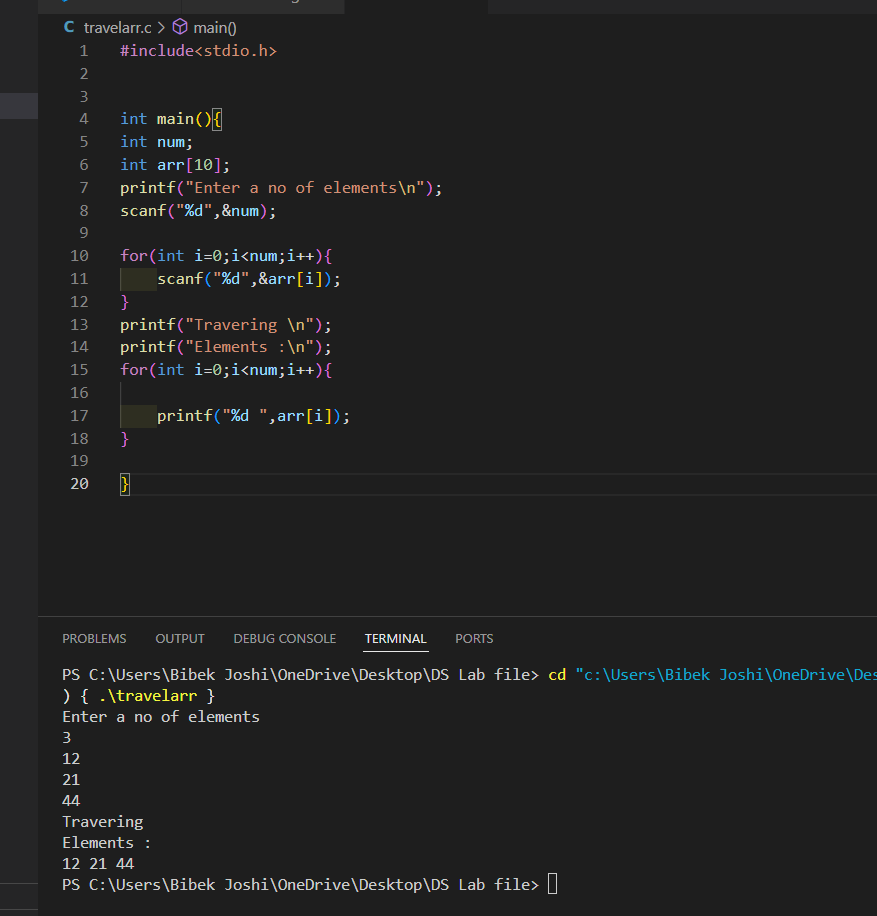 C travelarr.c > main()
1 #include<stdio.h>
2
3
4 int main(){
5 int num;
6 int arr[10];
7 printf("Enter a no of elements\n");
8 scanf("%d",&num);
9
10 for(int i=0;i<num;i++){
11     scanf("%d",&arr[i]);
12 }
13 printf("Travering \n");
14 printf("Elements :\n");
15 for(int i=0;i<num;i++){
16
17     printf("%d ",arr[i]);
18 }
19
20 }
PROBLEMS OUTPUT DEBUG CONSOLE TERMINAL PORTS
PS C:\Users\Bibek Joshi\OneDrive\Desktop\DS Lab file> cd "c:\Users\Bibek Joshi\OneDrive\Des
) { .\travelarr }
Enter a no of elements
3
12
21
44
Travering
Elements :
12 21 44
PS C:\Users\Bibek Joshi\OneDrive\Desktop\DS Lab file>